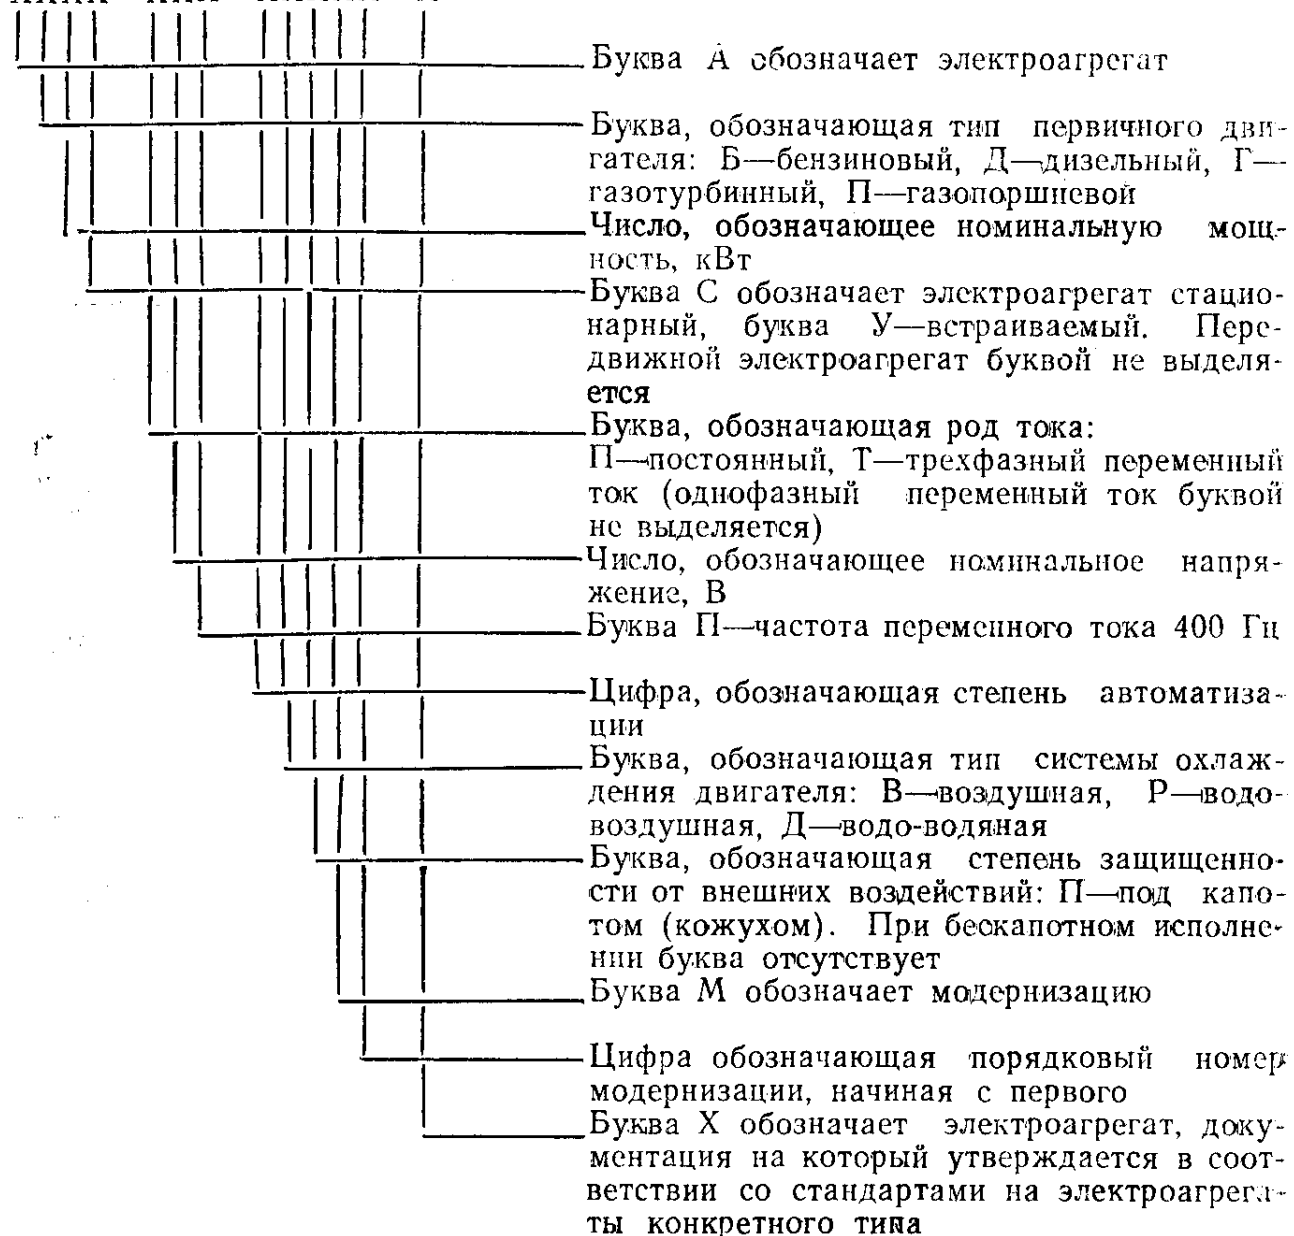 Буква А обозначает электроагрегат
Буква, обозначающая тип первичного дви-
гателя: Б—бензиновый, Д—дизельный, Г—
газотурбинный, П—газопоршневой
Число, обозначающее номинальную мощ-
ность, кВт
Буква С обозначает электроагрегат стацио-
нарный, буква У—встраиваемый. Пере-
движной электроагрегат буквой не выделя-
ется
Буква, обозначающая род тока:
П—постоянный, Т—трехфазный переменный
ток (однофазный переменный ток буквой
не выделяется)
Число, обозначающее номинальное напря-
жение, В
Буква П—частота переменного тока 400 Гц
Цифра, обозначающая степень автоматиза-
ции
Буква, обозначающая тип системы охлаж-
дения двигателя: В—воздушная, Р—водо-
воздушная, Д—водо-водяная
Буква, обозначающая степень защищенно-
сти от внешних воздействий: П—под капо-
том (кожухом). При бескапотном исполне-
нии буква отсутствует
Буква М обозначает модернизацию
Цифра обозначающая порядковый номер
модернизации, начиная с первого
Буква Х обозначает электроагрегат, доку-
ментация на который утверждается в соот-
ветствии со стандартами на электроагрега-
ты конкретного типа